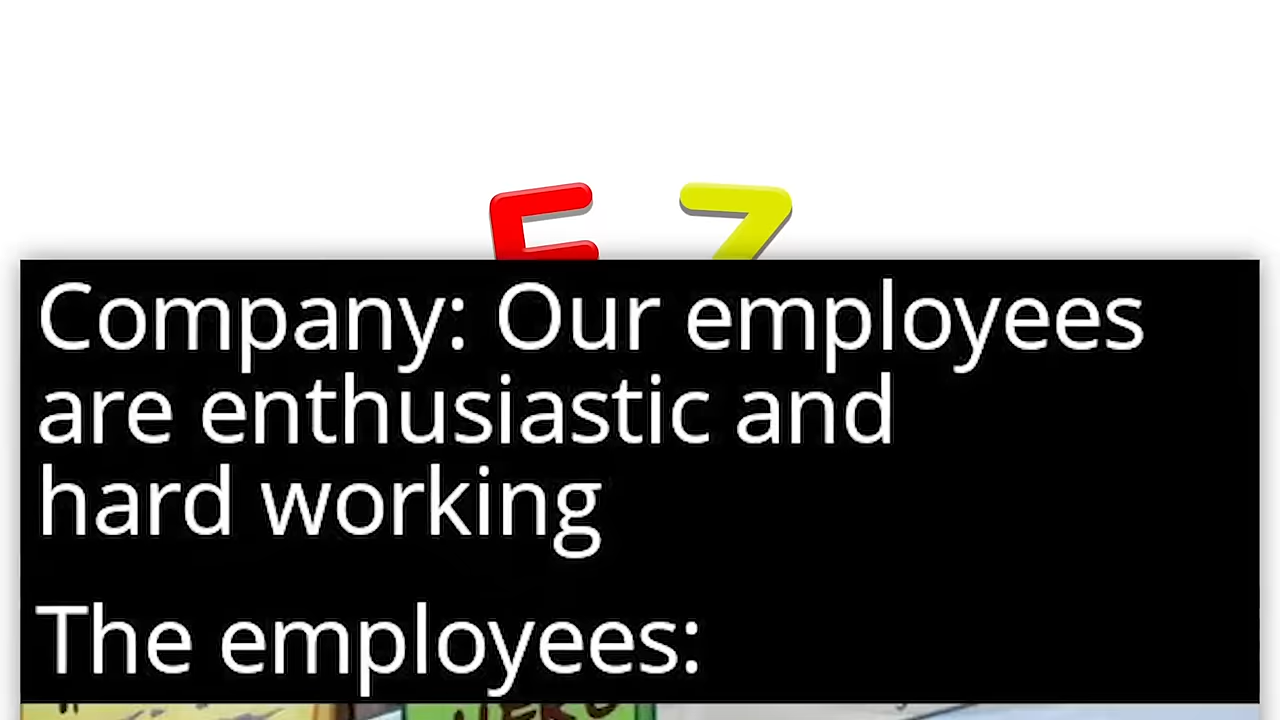 E Z
Company: Our employees
are enthusiastic and
hard working
The employees: